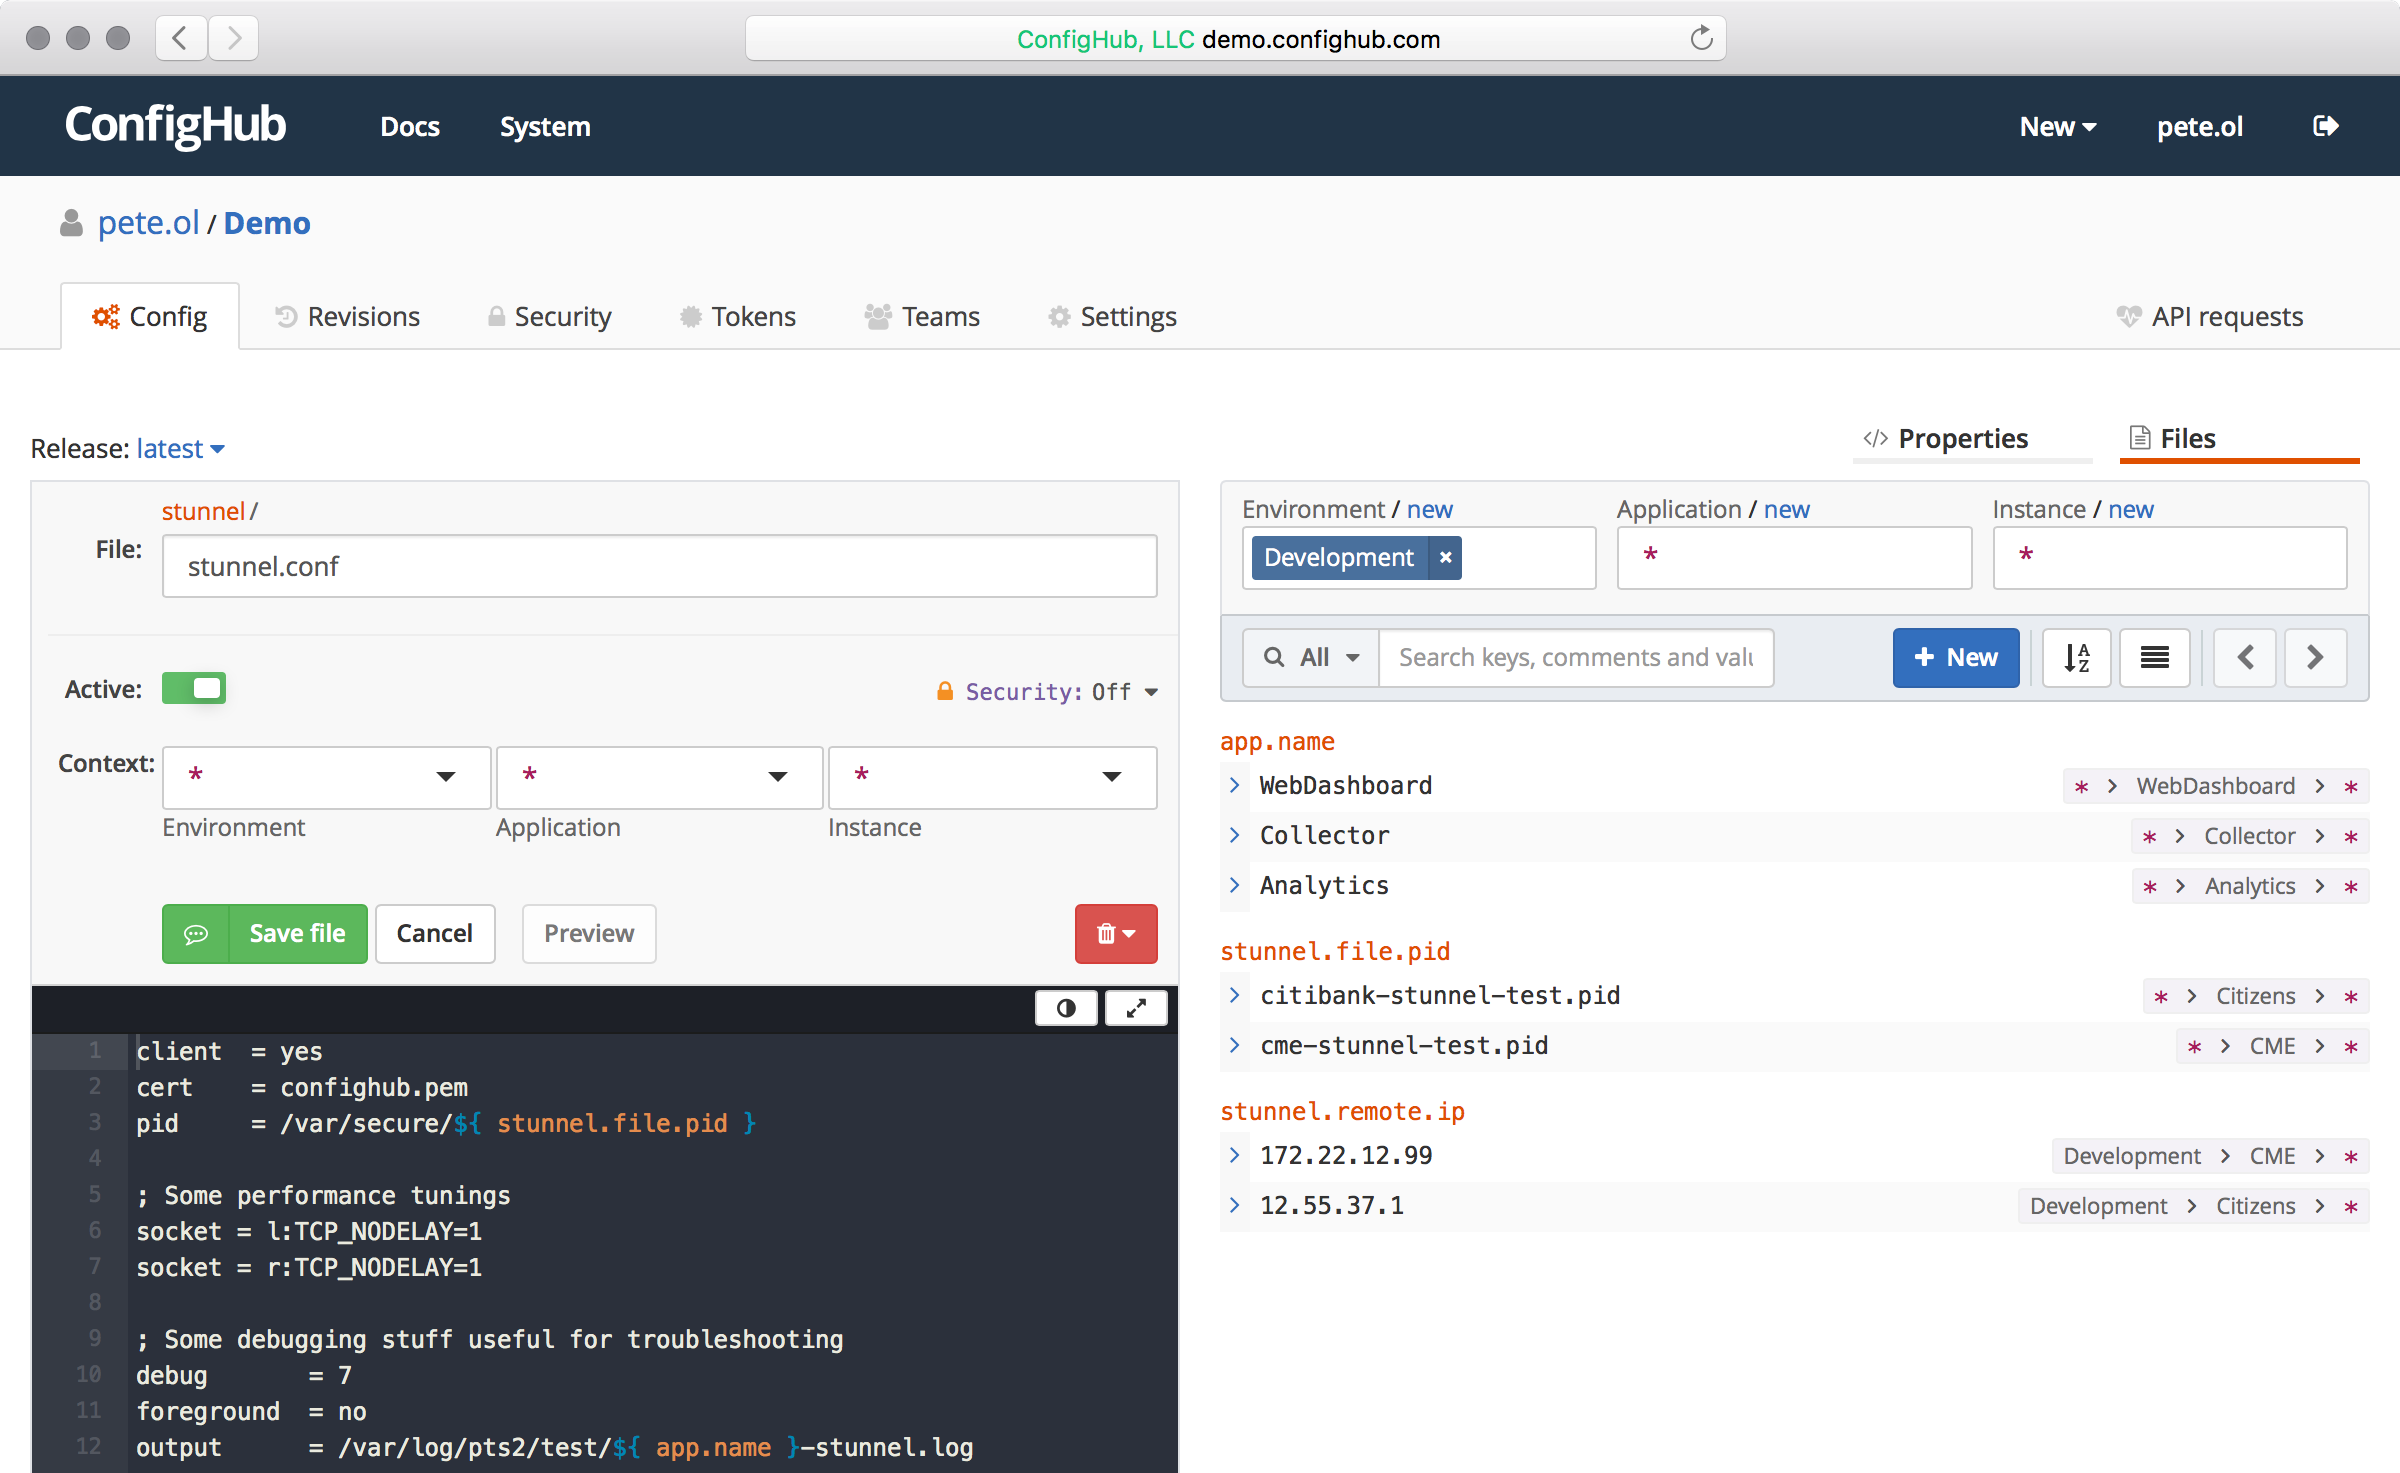 ConfigHub, LLC demo.confighub.com
ConfigHub Docs System New pete.ol
pete.ol / Demo
Config Revisions Security Tokens Teams Settings API requests
Release: latest
Properties Files
stunnel /
File: stunnel.conf
Active: Security: Off
Context: * * *
Environment Application Instance
Save file Cancel Preview
1 client = yes
2 cert = confighub.pem
3 pid = /var/secure/${ stunnel.file.pid }
4
5 ; Some performance tunings
6 socket = l:TCP_NODELAY=1
7 socket = r:TCP_NODELAY=1
8
9 ; Some debugging stuff useful for troubleshooting
10 debug = 7
11 foreground = no
12 output = /var/log/pts2/test/${ app.name }-stunnel.log
Environment / new Application / new Instance / new
Development × * *
All Search keys, comments and valu + New A Z
app.name
WebDashboard * > WebDashboard > *
Collector * > Collector > *
Analytics * > Analytics > *
stunnel.file.pid
citibank-stunnel-test.pid * > Citizens > *
cme-stunnel-test.pid * > CME > *
stunnel.remote.ip
172.22.12.99 Development > CME > *
12.55.37.1 Development > Citizens > *